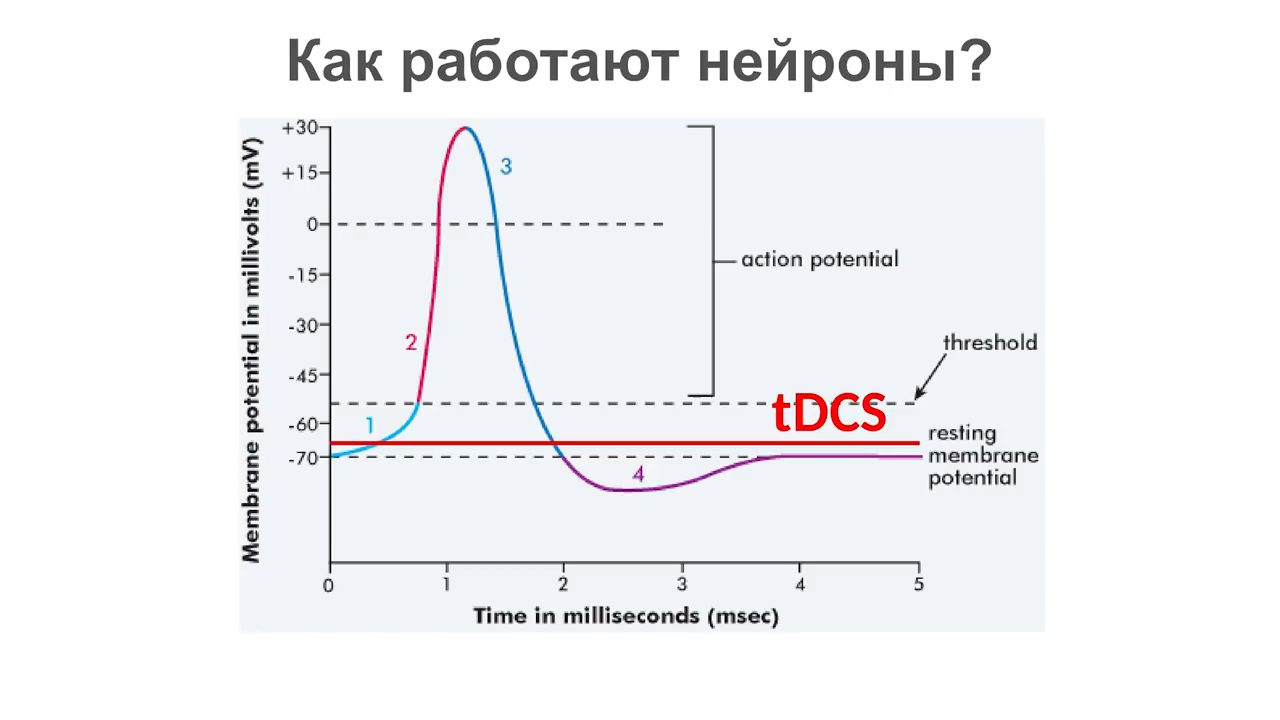 Как работают нейроны?
Membrane potential in millivolts (mV)
+30
+15
0
-15
-30
-45
-60
-70
1
2
3
4
action potential
threshold
tDCS
resting
membrane
potential
0 1 2 3 4 5
Time in milliseconds (msec)